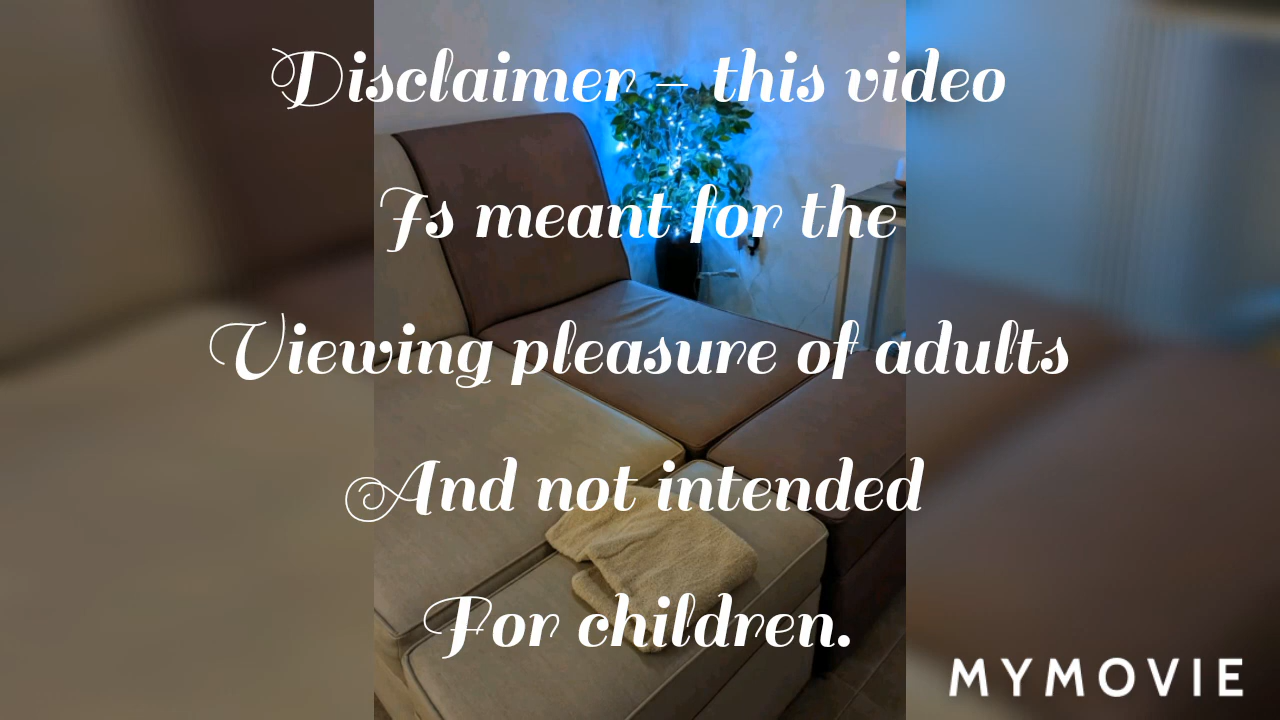 Disclaimer - this video
Is meant for the
Viewing pleasure of adults
And not intended
For children.
MYMOVIE